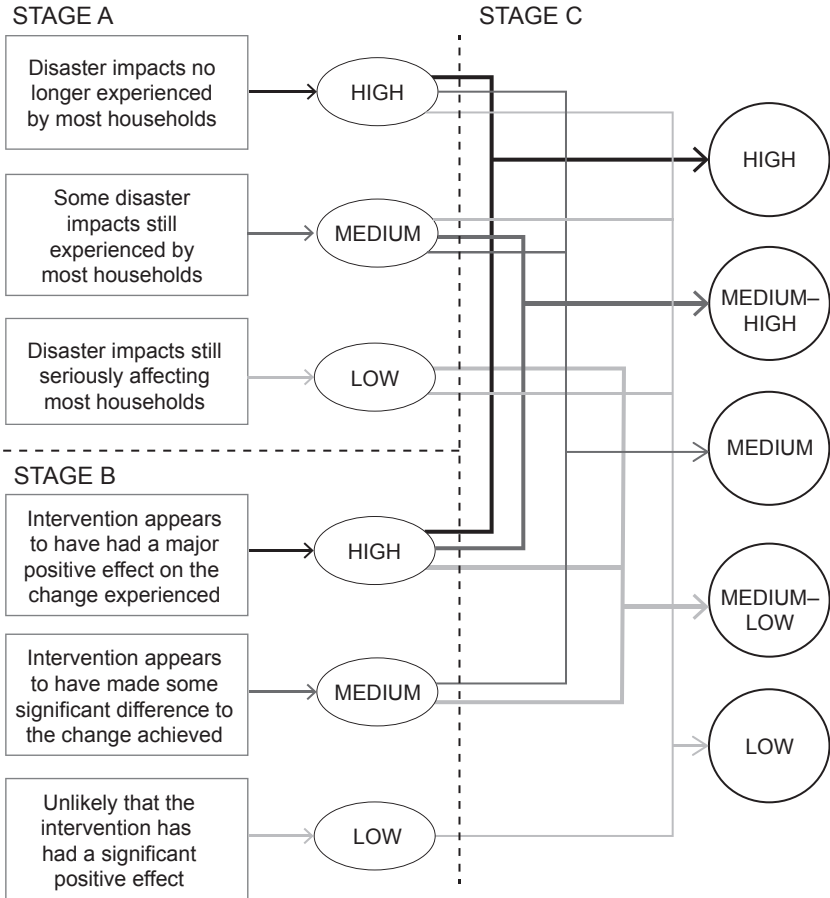 STAGE A
Disaster impacts no
longer experienced
by most households
HIGH
Some disaster
impacts still
experienced by
most households
MEDIUM
Disaster impacts still
seriously affecting
most households
LOW
STAGE B
Intervention appears
to have had a major
positive effect on the
change experienced
HIGH
Intervention appears
to have made some
significant difference to
the change achieved
MEDIUM
Unlikely that the
intervention has
had a significant
positive effect
LOW
STAGE C
HIGH
MEDIUM–
HIGH
MEDIUM
MEDIUM–
LOW
LOW